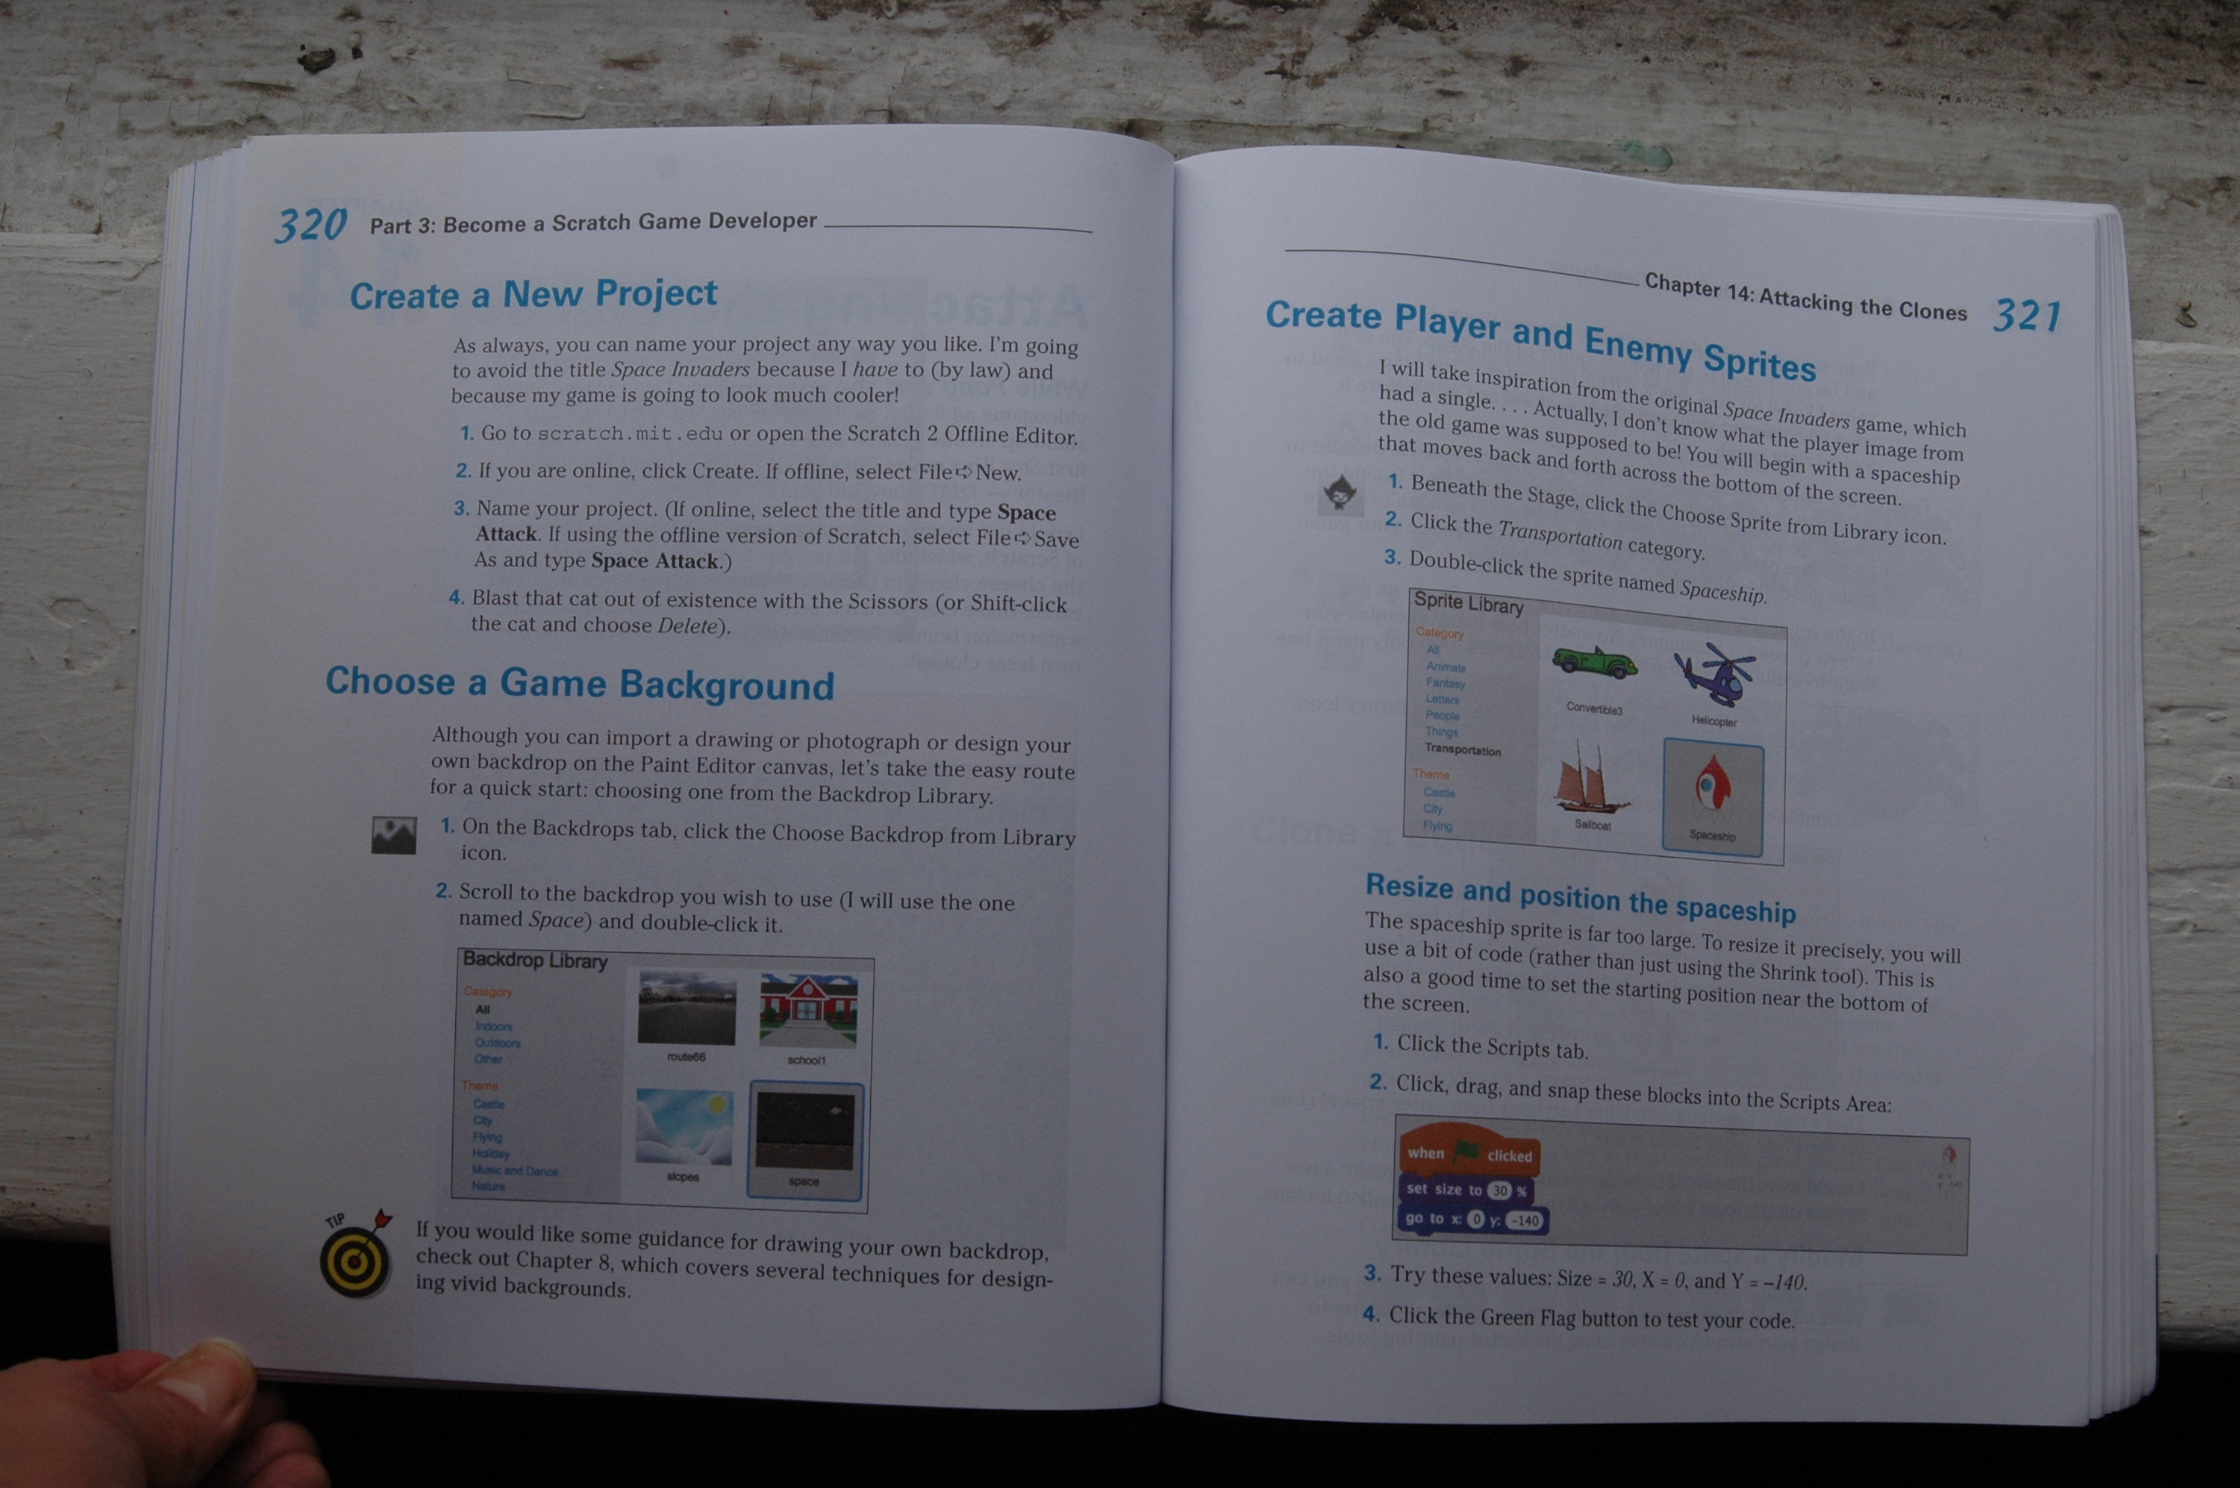 320 Part 3: Become a Scratch Game Developer
Create a New Project
As always, you can name your project any way you like. I'm going
to avoid the title Space Invaders because I have to (by law) and
because my game is going to look much cooler!
1. Go to scratch.mit.edu or open the Scratch 2 Offline Editor.
2. If you are online, click Create. If offline, select File⇨New.
3. Name your project. (If online, select the title and type Space
Attack. If using the offline version of Scratch, select File⇨Save
As and type Space Attack.)
4. Blast that cat out of existence with the Scissors (or Shift-click
the cat and choose Delete).
Choose a Game Background
Although you can import a drawing or photograph or design your
own backdrop on the Paint Editor canvas, let's take the easy route
for a quick start: choosing one from the Backdrop Library.
1. On the Backdrops tab, click the Choose Backdrop from Library
icon.
2. Scroll to the backdrop you wish to use (I will use the one
named Space) and double-click it.
Backdrop Library
Category
All
Indoors
Outdoors
Other
Theme
Castle
City
Flying
Holiday
Music and Dance
Nature
route66
school1
slopes
space
TIP
If you would like some guidance for drawing your own backdrop,
check out Chapter 8, which covers several techniques for design-
ing vivid backgrounds.
Chapter 14: Attacking the Clones 321
Create Player and Enemy Sprites
I will take inspiration from the original Space Invaders game, which
had a single. . . . Actually, I don't know what the player image from
the old game was supposed to be! You will begin with a spaceship
that moves back and forth across the bottom of the screen.
1. Beneath the Stage, click the Choose Sprite from Library icon.
2. Click the Transportation category.
3. Double-click the sprite named Spaceship.
Sprite Library
Category
All
Animals
Fantasy
Letters
People
Things
Transportation
Theme
Castle
City
Flying
Convertible3
Helicopter
Sailboat
Spaceship
Resize and position the spaceship
The spaceship sprite is far too large. To resize it precisely, you will
use a bit of code (rather than just using the Shrink tool). This is
also a good time to set the starting position near the bottom of
the screen.
1. Click the Scripts tab.
2. Click, drag, and snap these blocks into the Scripts Area:
when clicked
set size to 30 %
go to x: 0 y: -140
3. Try these values: Size = 30, X = 0, and Y = –140.
4. Click the Green Flag button to test your code.